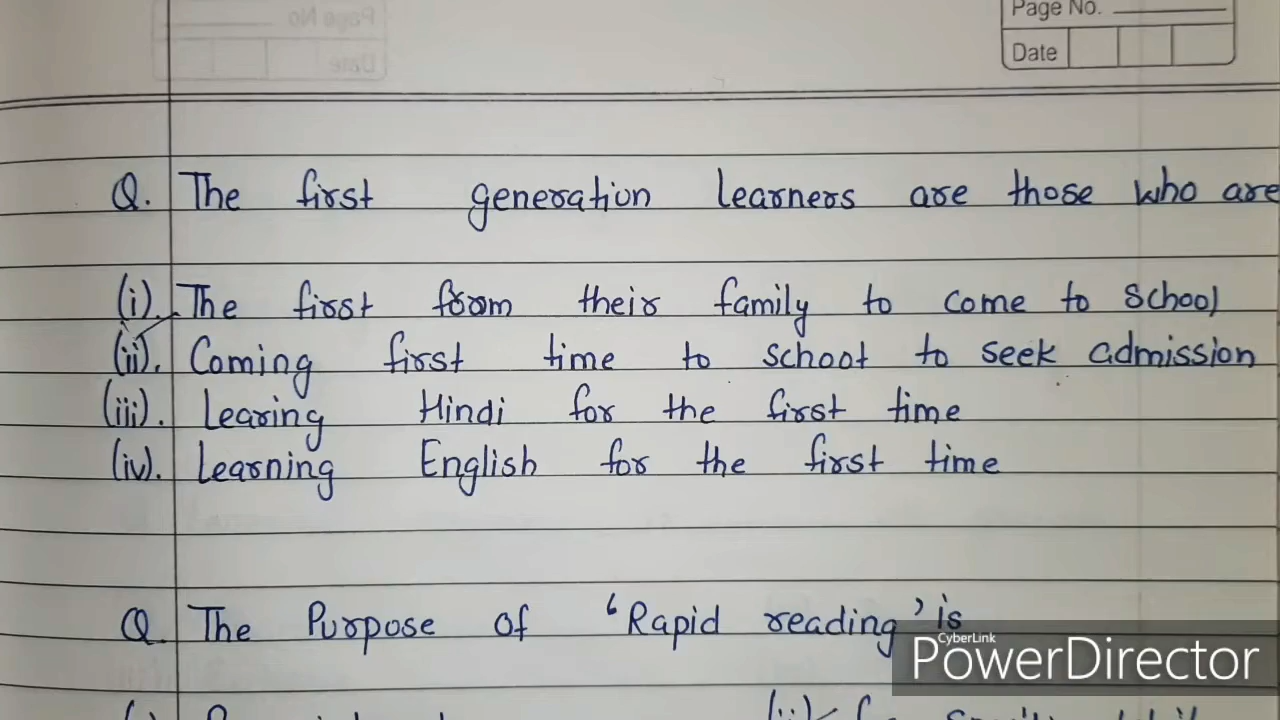 Page No.
Date
Q. The first generation learners are those who are
(i). The first from their family to come to school
(ii). Coming first time to school to seek admission
(iii). Learing Hindi for the first time
(iv). Learning English for the first time
Q. The Purpose of 'Rapid reading' is
CyberLink
PowerDirector